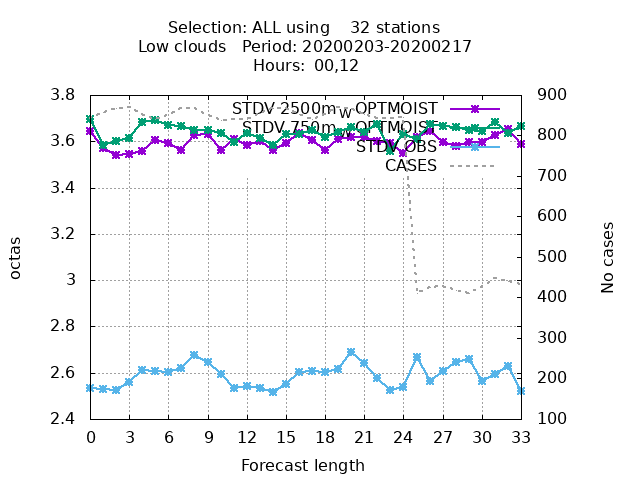 Selection: ALL using 32 stations
Low clouds Period: 20200203-20200217
Hours: 00,12
STDV 2500m_W OPTMOIST
STDV 750m_W OPTMOIST
STDV OBS
CASES
3.8
3.6
3.4
3.2
3
2.8
2.6
2.4
octas
900
800
700
600
500
400
300
200
100
No cases
0 3 6 9 12 15 18 21 24 27 30 33
Forecast length